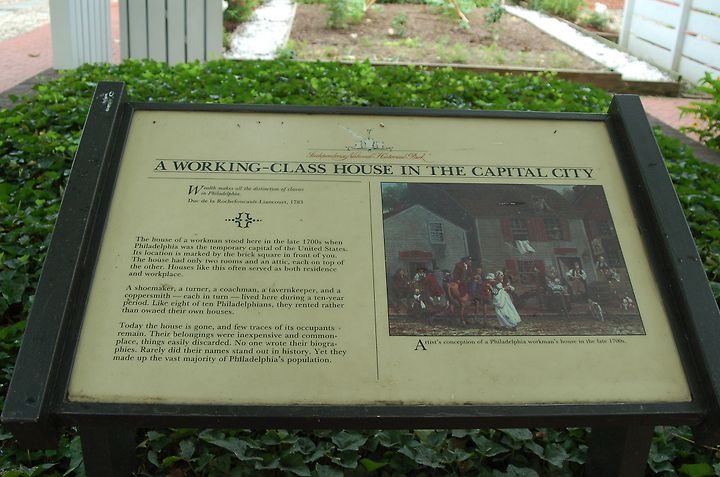 Independence National Historical Park
A WORKING-CLASS HOUSE IN THE CAPITAL CITY
Wealth makes all the distinction of classes
in Philadelphia.
Duc de la Rochefoucault-Liancourt, 1783
The house of a workman stood here in the late 1700s when
Philadelphia was the temporary capital of the United States.
Its location is marked by the brick square in front of you.
The house had only two rooms and an attic, each on top of
the other. Houses like this often served as both residence
and workplace.
A shoemaker, a turner, a coachman, a tavernkeeper, and a
coppersmith — each in turn — lived here during a ten-year
period. Like eight of ten Philadelphians, they rented rather
than owned their own houses.
Today the house is gone, and few traces of its occupants
remain. Their belongings were inexpensive and common-
place, things easily discarded. No one wrote their biogra-
phies. Rarely did their names stand out in history. Yet they
made up the vast majority of Philadelphia's population.
Artist's conception of a Philadelphia workman's house in the late 1700s.